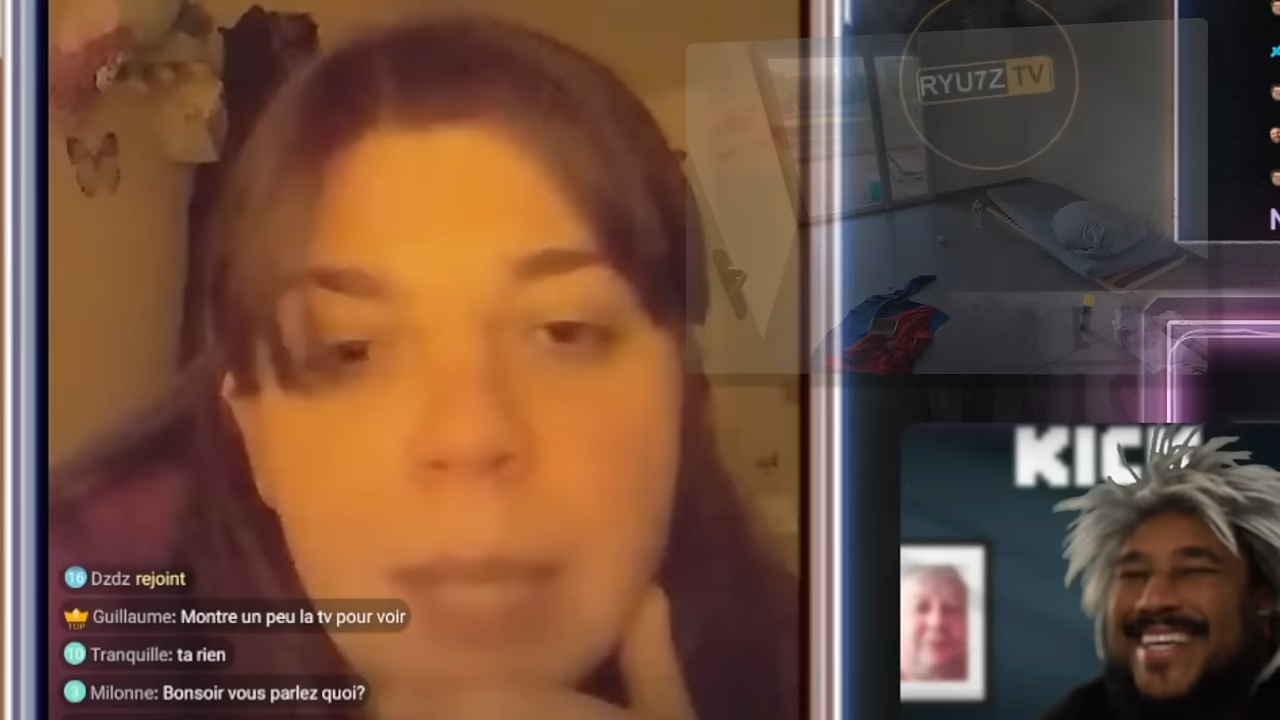 RYU7Z TV
KICK
16 Dzdz rejoint
TOP Guillaume: Montre un peu la tv pour voir
10 Tranquille: ta rien
3 Milonne: Bonsoir vous parlez quoi?